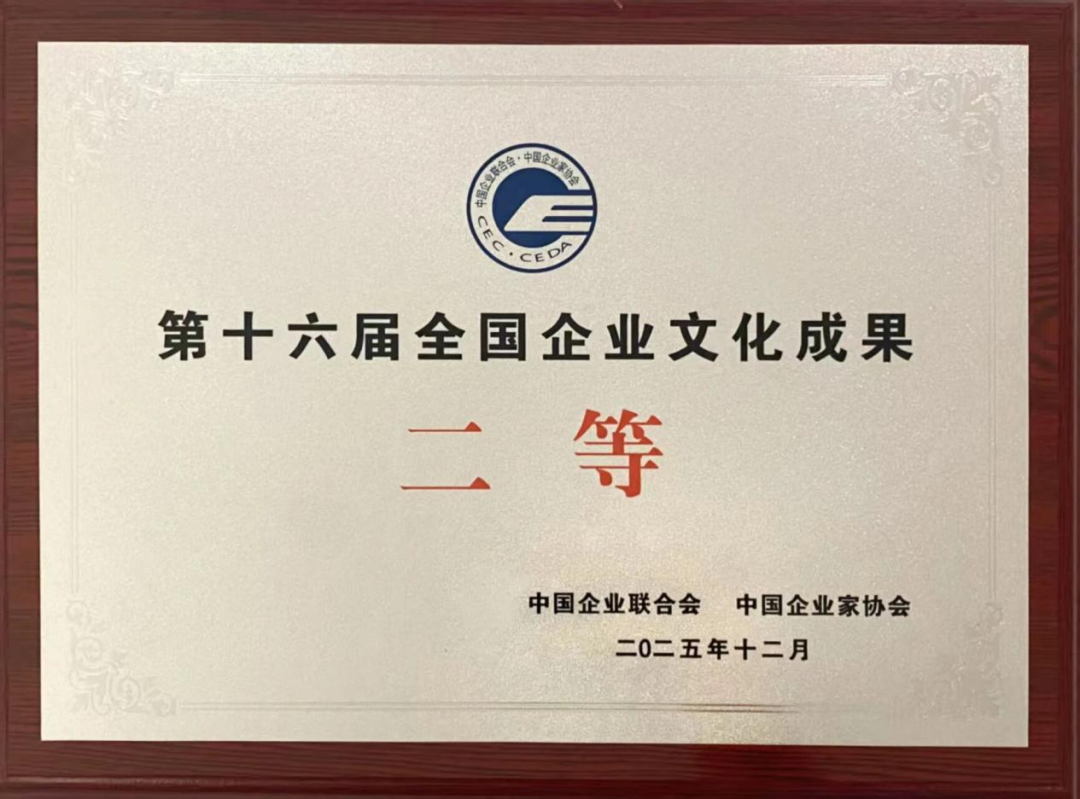 中国企业联合会·中国企业家协会
CEC·CEDA
第十六届全国企业文化成果
二等
中国企业联合会 中国企业家协会
二〇二五年十二月